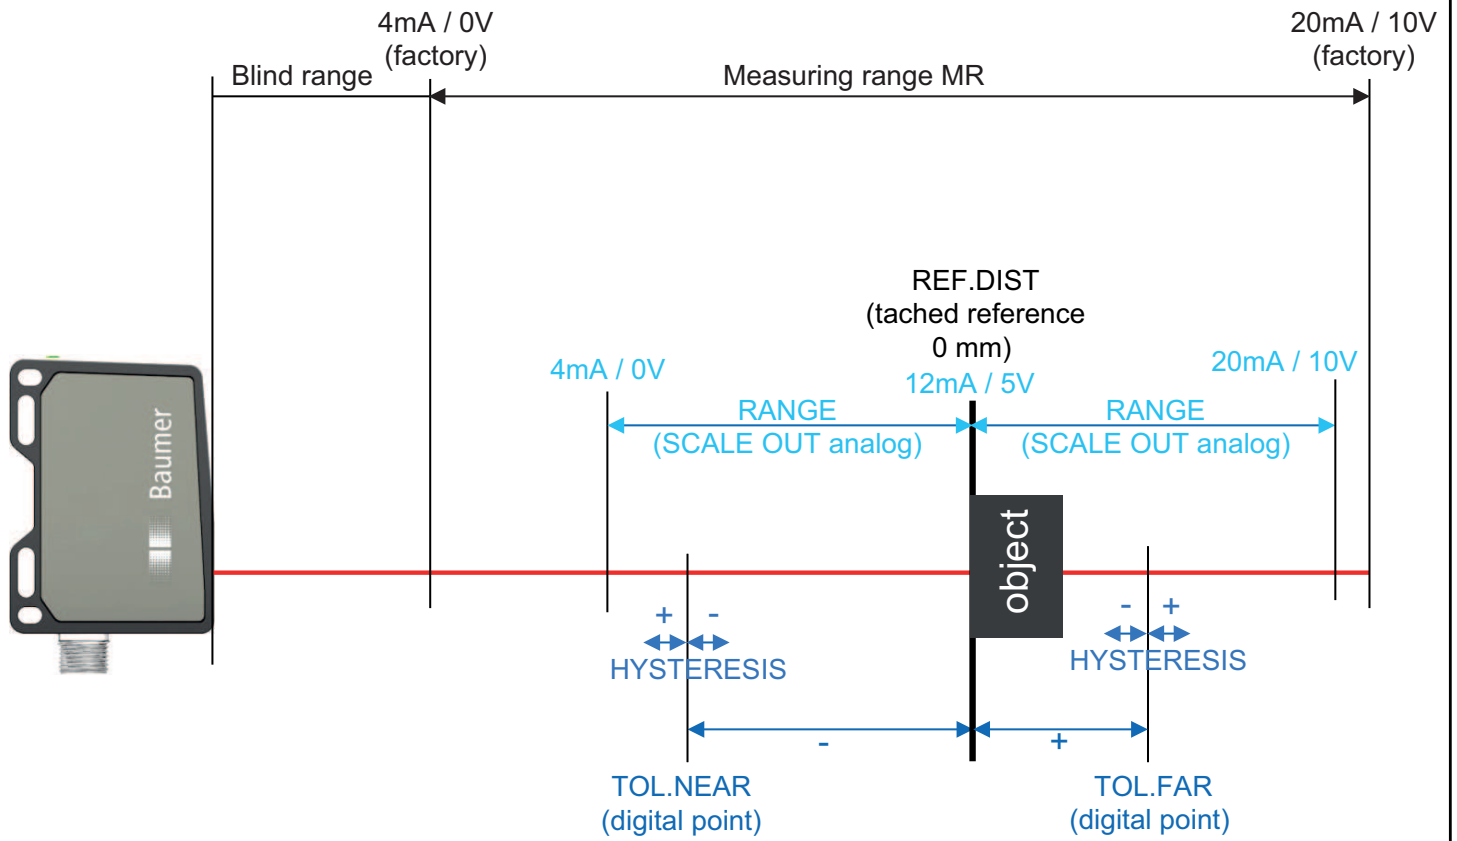 4mA / 0V
(factory)
20mA / 10V
(factory)
Blind range
Measuring range MR
REF.DIST
(tached reference
0 mm)
4mA / 0V
12mA / 5V
20mA / 10V
RANGE
(SCALE OUT analog)
RANGE
(SCALE OUT analog)
Baumer
object
+ -
HYSTERESIS
- +
HYSTERESIS
-
+
TOL.NEAR
(digital point)
TOL.FAR
(digital point)